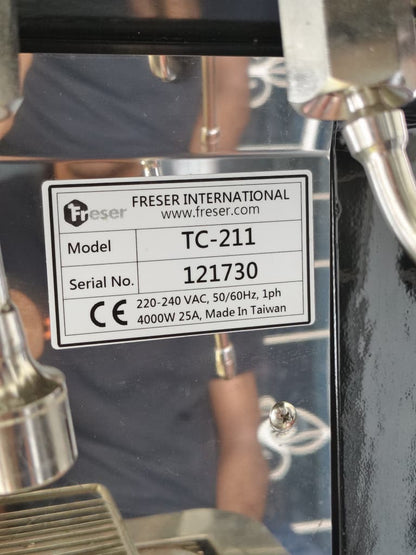 Freser
FRESER INTERNATIONAL
www.freser.com
Model TC-211
Serial No. 121730
CE 220-240 VAC, 50/60Hz, 1ph
4000W 25A, Made In Taiwan